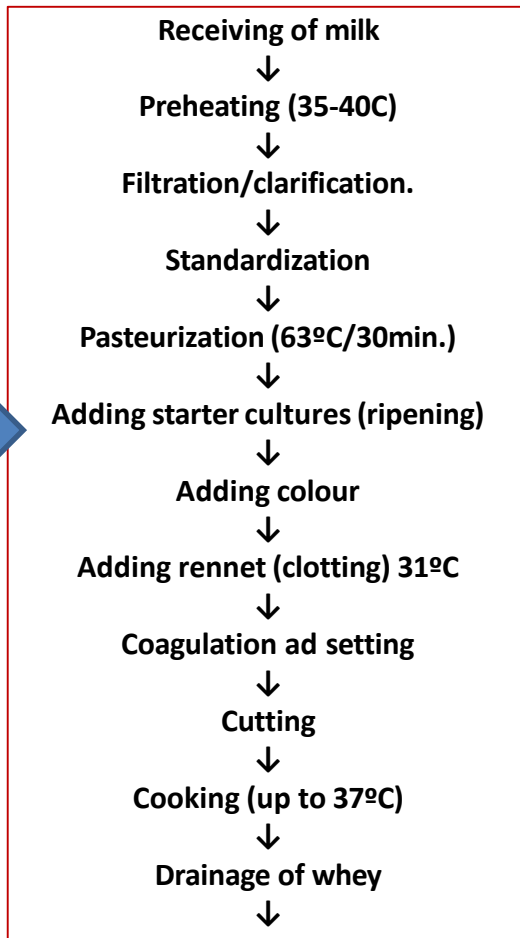 Receiving of milk
↓
Preheating (35-40C)
↓
Filtration/clarification.
↓
Standardization
↓
Pasteurization (63ºC/30min.)
↓
Adding starter cultures (ripening)
↓
Adding colour
↓
Adding rennet (clotting) 31ºC
↓
Coagulation ad setting
↓
Cutting
↓
Cooking (up to 37ºC)
↓
Drainage of whey
↓